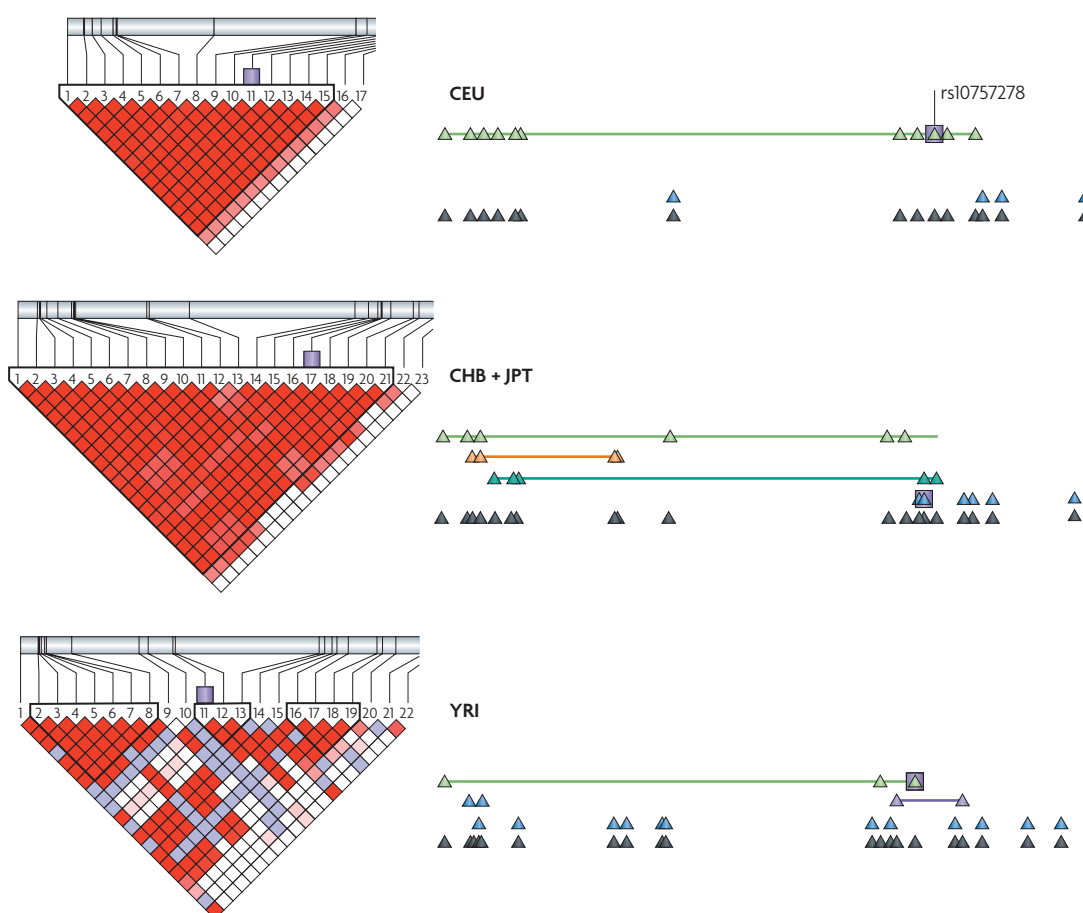 1 2 3 4 5 6 7 8 9 10 11 12 13 14 15 16 17
CEU
rs10757278
1 2 3 4 5 6 7 8 9 10 11 12 13 14 15 16 17 18 19 20 21 22 23
CHB + JPT
1 2 3 4 5 6 7 8 9 10 11 12 13 14 15 16 17 18 19 20 21 22
YRI